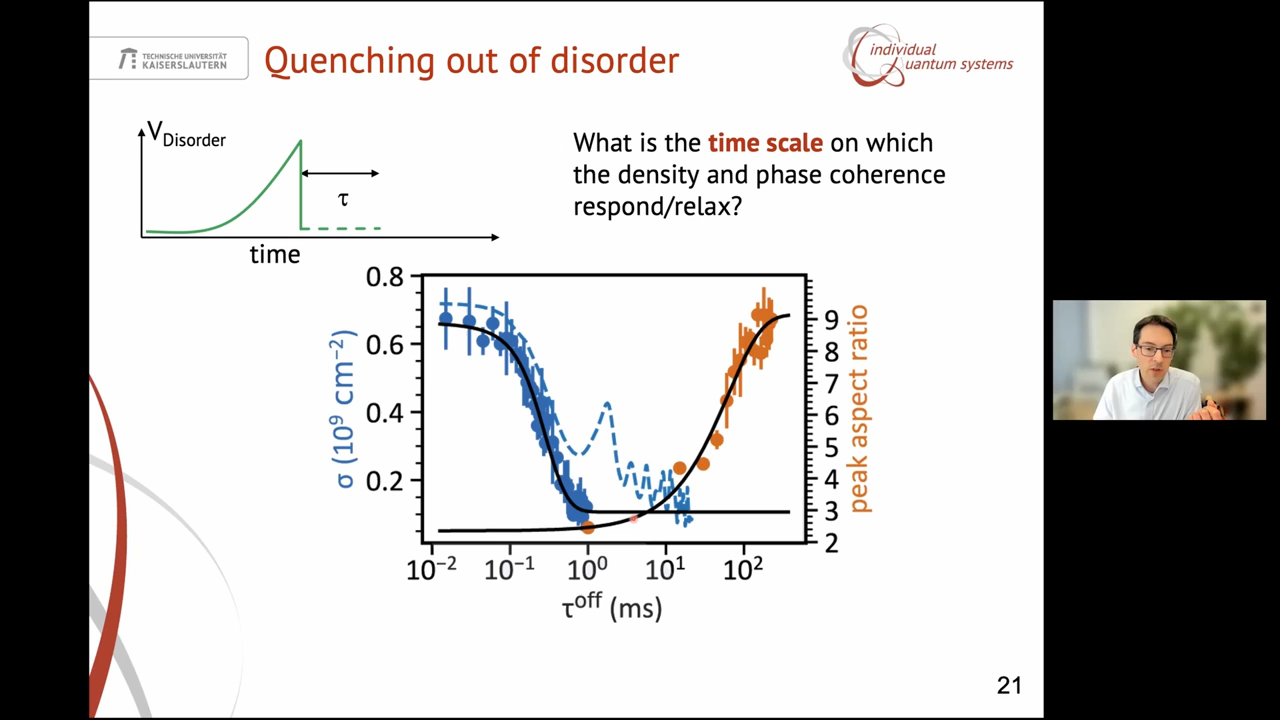 TECHNISCHE UNIVERSITÄT
KAISERSLAUTERN
Quenching out of disorder
individual
uantum systems
V Disorder
τ
time
What is the time scale on which
the density and phase coherence
respond/relax?
0.8
0.6
0.4
0.2
σ (10⁹ cm⁻²)
9
8
7
6
5
4
3
2
peak aspect ratio
10⁻² 10⁻¹ 10⁰ 10¹ 10²
τ^off (ms)
21